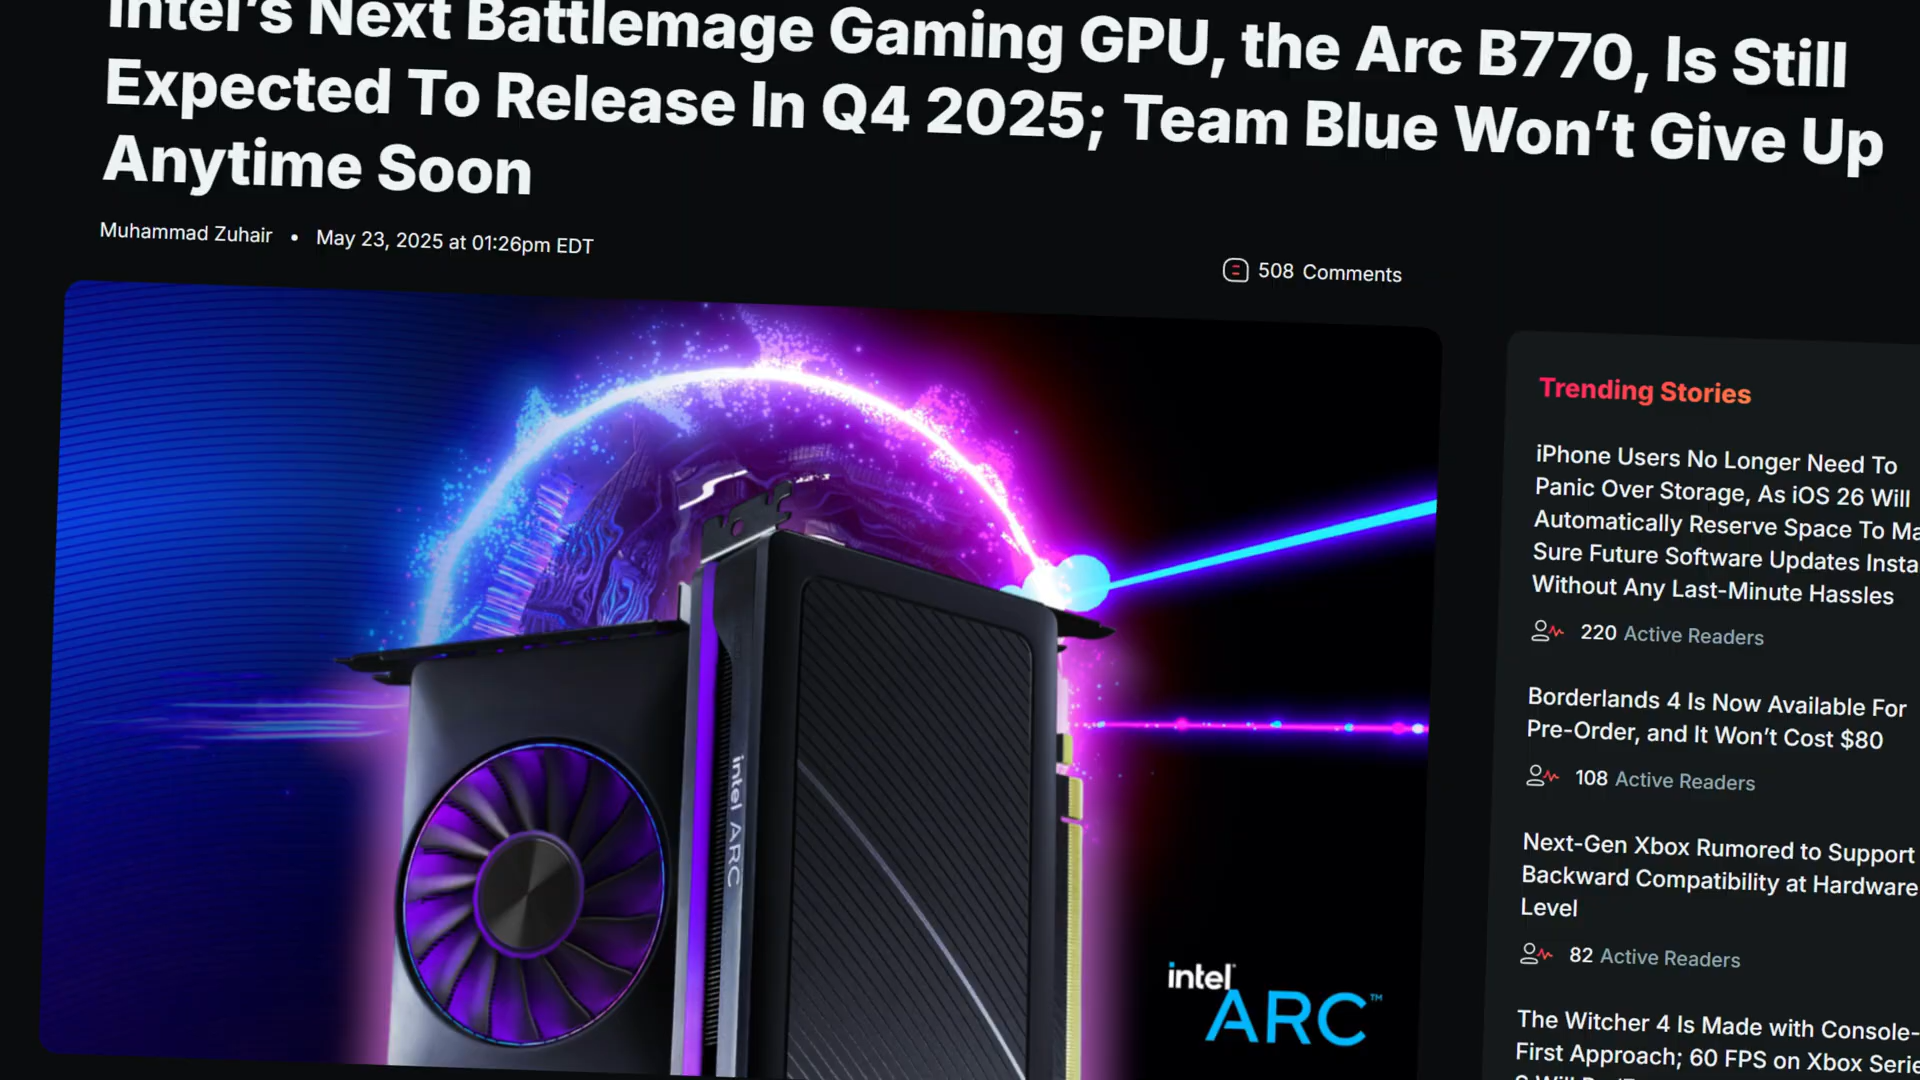 Intel's Next Battlemage Gaming GPU, the Arc B770, Is Still
Expected To Release In Q4 2025; Team Blue Won't Give Up
Anytime Soon
Muhammad Zuhair • May 23, 2025 at 01:26pm EDT
508 Comments
intel ARC
intel
ARC™
Trending Stories
iPhone Users No Longer Need To
Panic Over Storage, As iOS 26 Will
Automatically Reserve Space To
Sure Future Software Updates
Without Any Last-Minute Hassles
220 Active Readers
Borderlands 4 Is Now Available For
Pre-Order, and It Won't Cost $80
108 Active Readers
Next-Gen Xbox Rumored to Support
Backward Compatibility at Hardware
Level
82 Active Readers
The Witcher 4 Is Made with Console-
First Approach; 60 FPS on Xbox